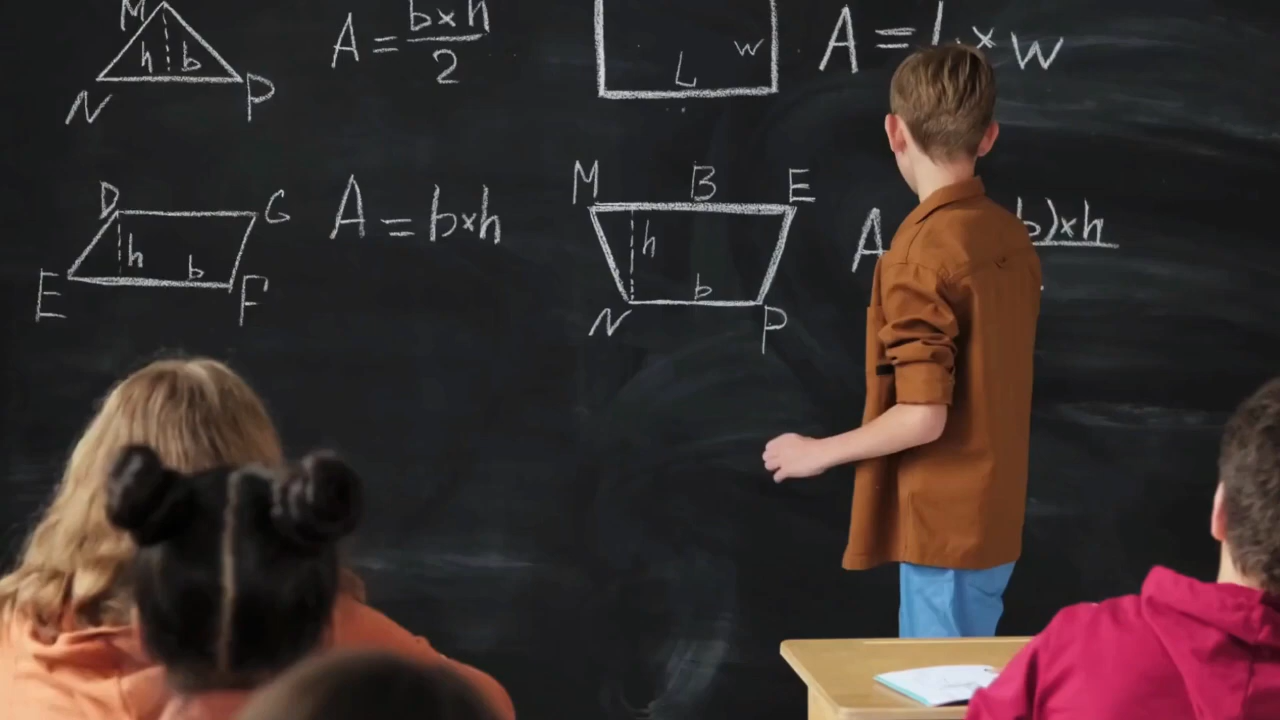 M
h b
N P
A = b×h
2
L w
A = L × w
D G
h b
E F
A = b×h
M B E
h
b
N P
A b)×h